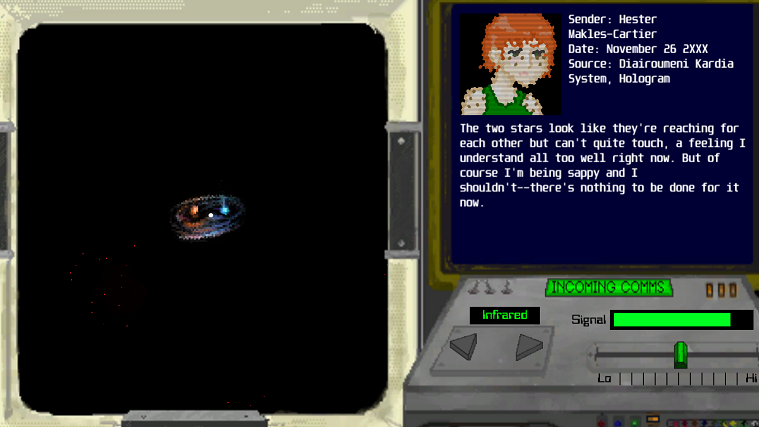 Sender: Hester
Makles-Cartier
Date: November 26 2XXX
Source: Diairoumeni Kardia
System, Hologram
The two stars look like they're reaching for
each other but can't quite touch, a feeling I
understand all too well right now. But of
course I'm being sappy and I
shouldn't--there's nothing to be done for it
now.
INCOMING COMMS
Infrared
Signal
Lo
Hi